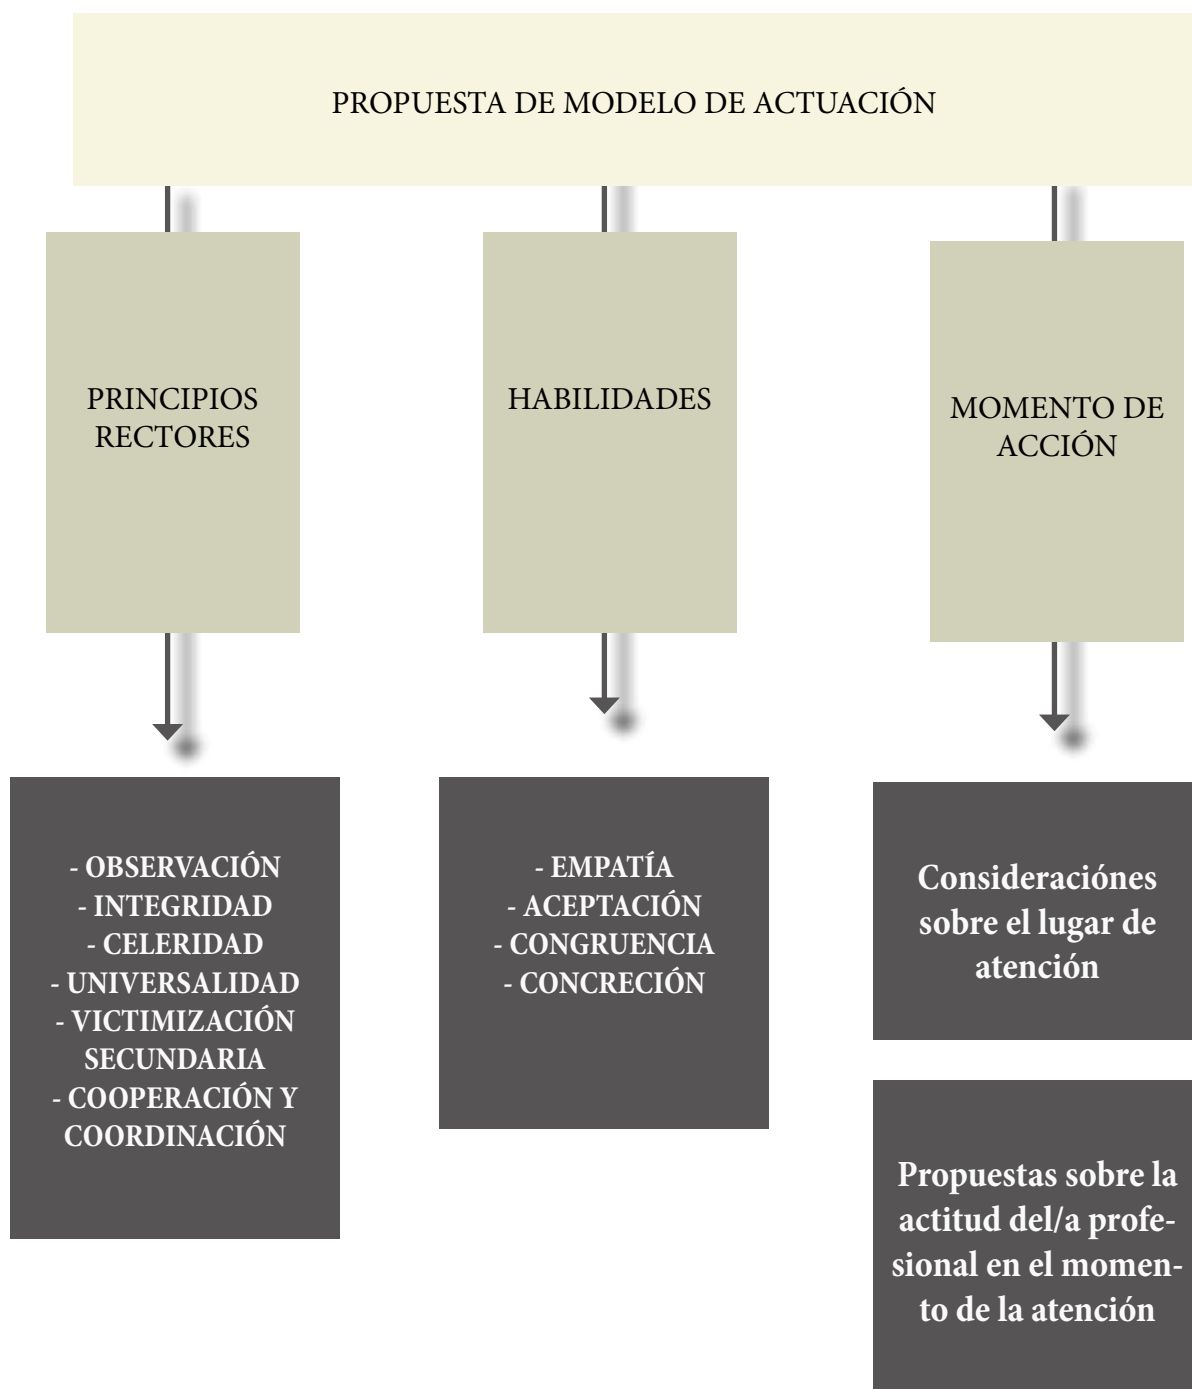 PROPUESTA DE MODELO DE ACTUACIÓN
PRINCIPIOS
RECTORES
HABILIDADES
MOMENTO DE
ACCIÓN
- OBSERVACIÓN
- INTEGRIDAD
- CELERIDAD
- UNIVERSALIDAD
- VICTIMIZACIÓN
SECUNDARIA
- COOPERACIÓN Y
COORDINACIÓN
- EMPATÍA
- ACEPTACIÓN
- CONGRUENCIA
- CONCRECIÓN
Consideraciónes
sobre el lugar de
atención
Propuestas sobre la
actitud del/a profe-
sional en el momen-
to de la atención